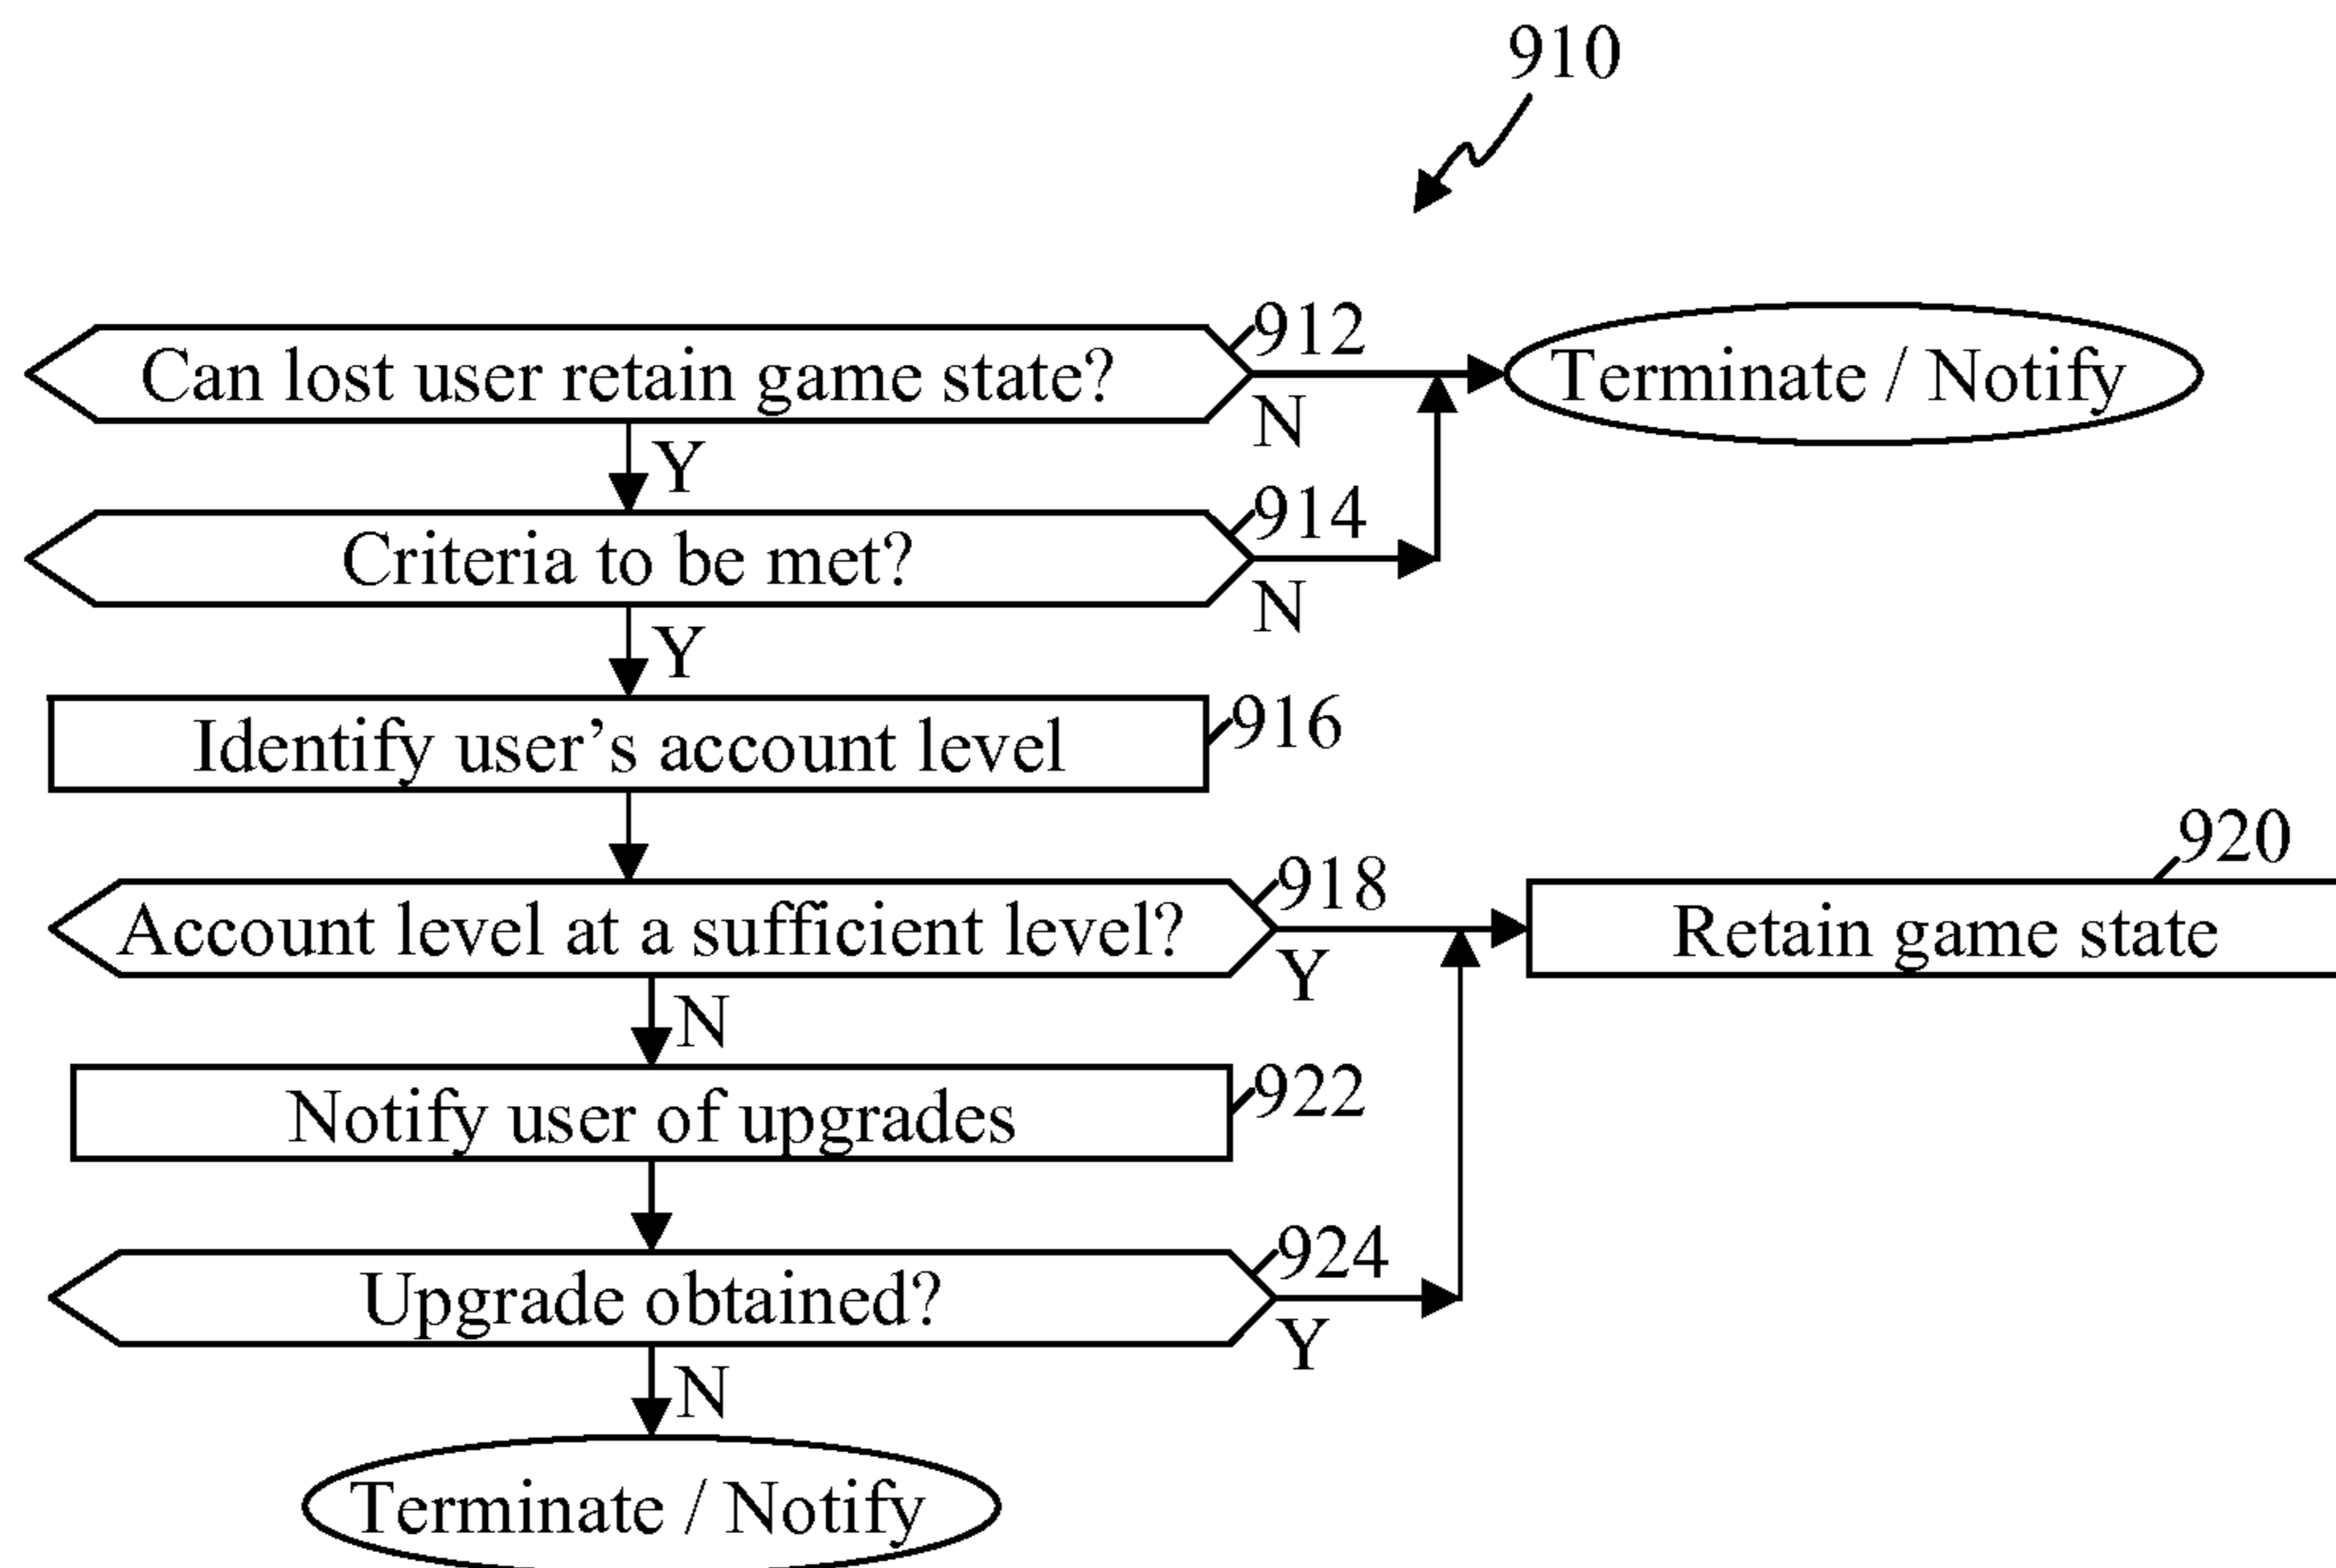 910
912
Can lost user retain game state?
Terminate / Notify
N
Y
914
Criteria to be met?
N
Y
916
Identify user’s account level
920
918
Account level at a sufficient level?
Retain game state
Y
N
922
Notify user of upgrades
924
Upgrade obtained?
Y
N
Terminate / Notify